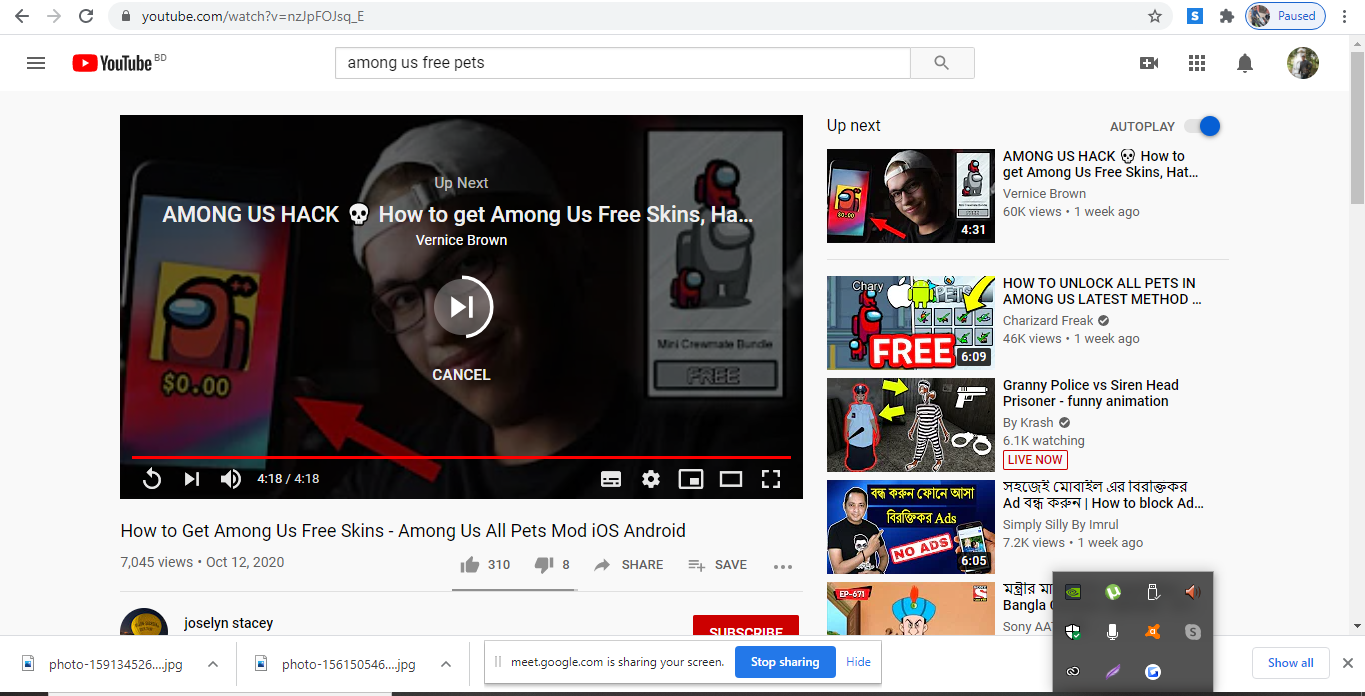 youtube.com/watch?v=nzJpFOJsq_E
Paused
YouTube BD
among us free pets
Up Next
AMONG US HACK 💀 How to get Among Us Free Skins, Ha…
Vernice Brown
$0.00
Mini Crewmate Bundle
FREE
CANCEL
4:18 / 4:18
How to Get Among Us Free Skins - Among Us All Pets Mod iOS Android
7,045 views • Oct 12, 2020
310
8
SHARE
SAVE
joselyn stacey
SUBSCRIBE
Up next
AUTOPLAY
$0.00
4:31
AMONG US HACK 💀 How to
get Among Us Free Skins, Hat…
Vernice Brown
60K views • 1 week ago
Chary
PETS
FREE
6:09
HOW TO UNLOCK ALL PETS IN
AMONG US LATEST METHOD …
Charizard Freak
46K views • 1 week ago
Granny Police vs Siren Head
Prisoner - funny animation
By Krash
6.1K watching
LIVE NOW
বন্ধ করুন ফোনে আসা
বিরক্তিকর Ads
NO ADS
6:05
সহজেই মোবাইল এর বিরক্তিকর
Ad বন্ধ করুন | How to block Ad…
Simply Silly By Imrul
7.2K views • 1 week ago
EP-671
মন্ত্রীর
Bangla
Sony AAT
photo-159134526....jpg
photo-156150546....jpg
meet.google.com is sharing your screen.
Stop sharing
Hide
Show all